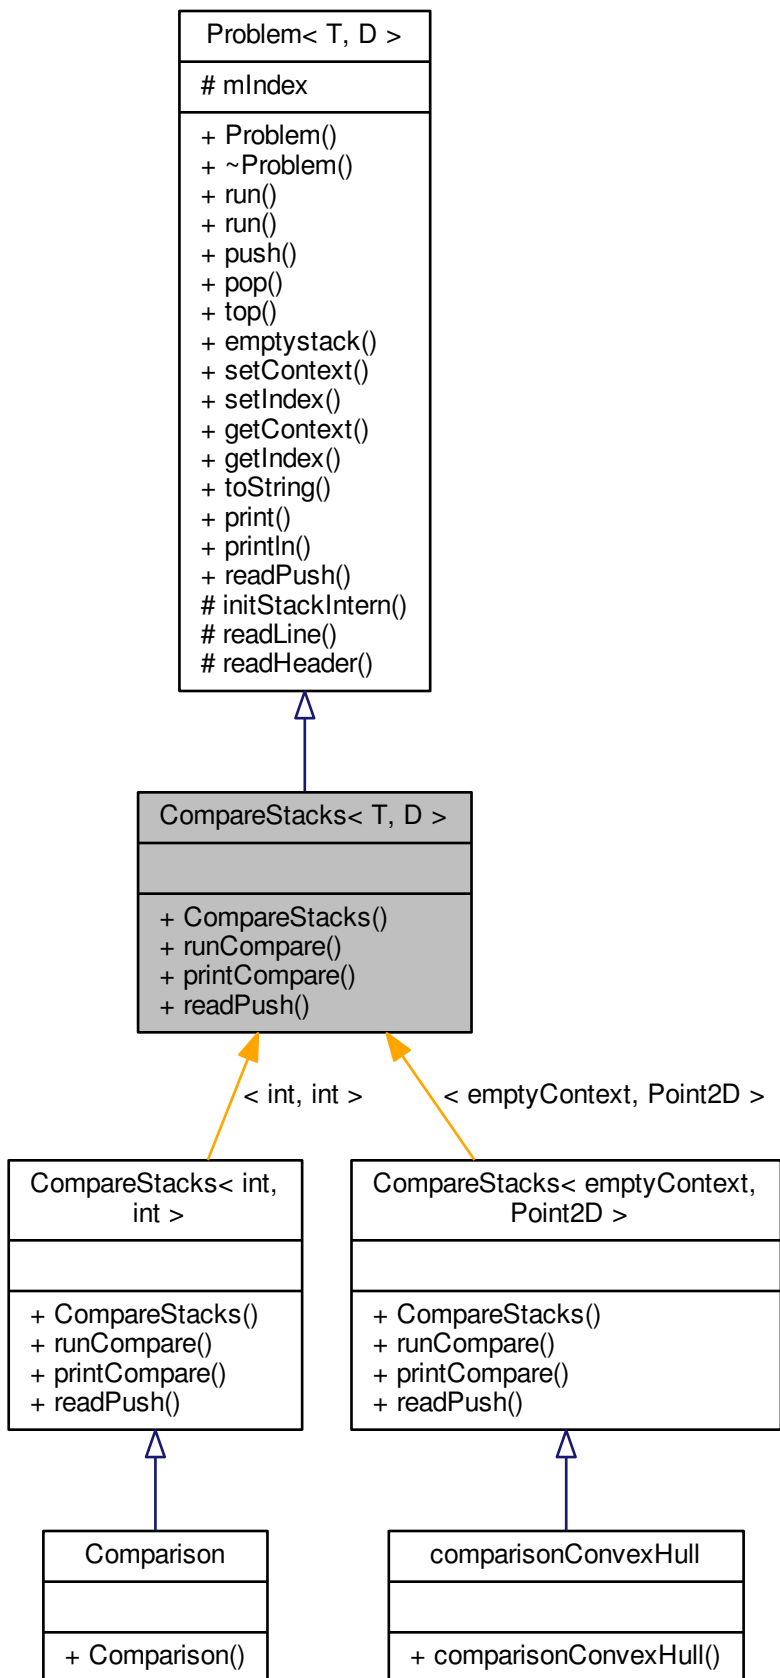 Problem< T, D >
# mIndex
+ Problem()
+ ~Problem()
+ run()
+ run()
+ push()
+ pop()
+ top()
+ emptystack()
+ setContext()
+ setIndex()
+ getContext()
+ getIndex()
+ toString()
+ print()
+ println()
+ readPush()
# initStackIntern()
# readLine()
# readHeader()
CompareStacks< T, D >
+ CompareStacks()
+ runCompare()
+ printCompare()
+ readPush()
< int, int >
< emptyContext, Point2D >
CompareStacks< int,
int >
+ CompareStacks()
+ runCompare()
+ printCompare()
+ readPush()
CompareStacks< emptyContext,
Point2D >
+ CompareStacks()
+ runCompare()
+ printCompare()
+ readPush()
Comparison
+ Comparison()
comparisonConvexHull
+ comparisonConvexHull()